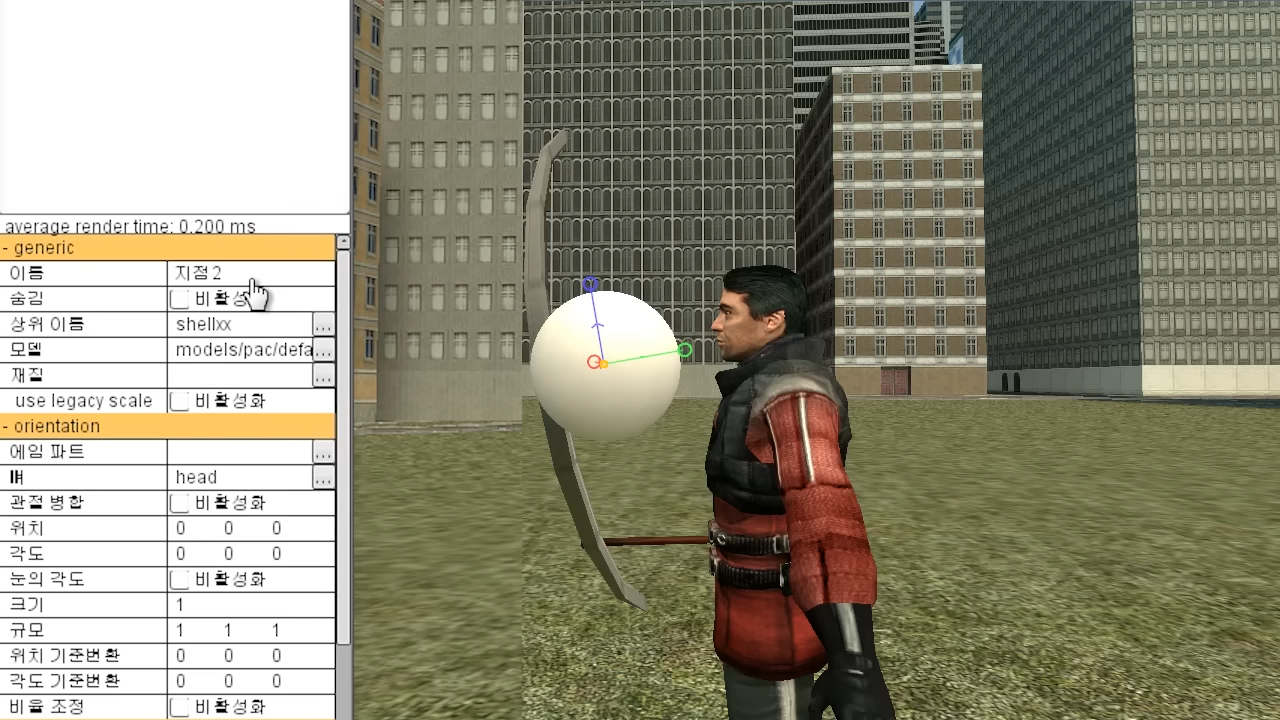 average render time: 0.200 ms
- generic
이름 지점2
숨김 비활성
상위 이름 shellxx ...
모델 models/pac/defa ...
재질 ...
use legacy scale 비활성화
- orientation
에임 파트 ...
뼈 head ...
관절 병합 비활성화
위치 0 0 0
각도 0 0 0
눈의 각도 비활성화
크기 1
규모 1 1 1
위치 기준변환 0 0 0
각도 기준변환 0 0 0
비율 조정 비활성화